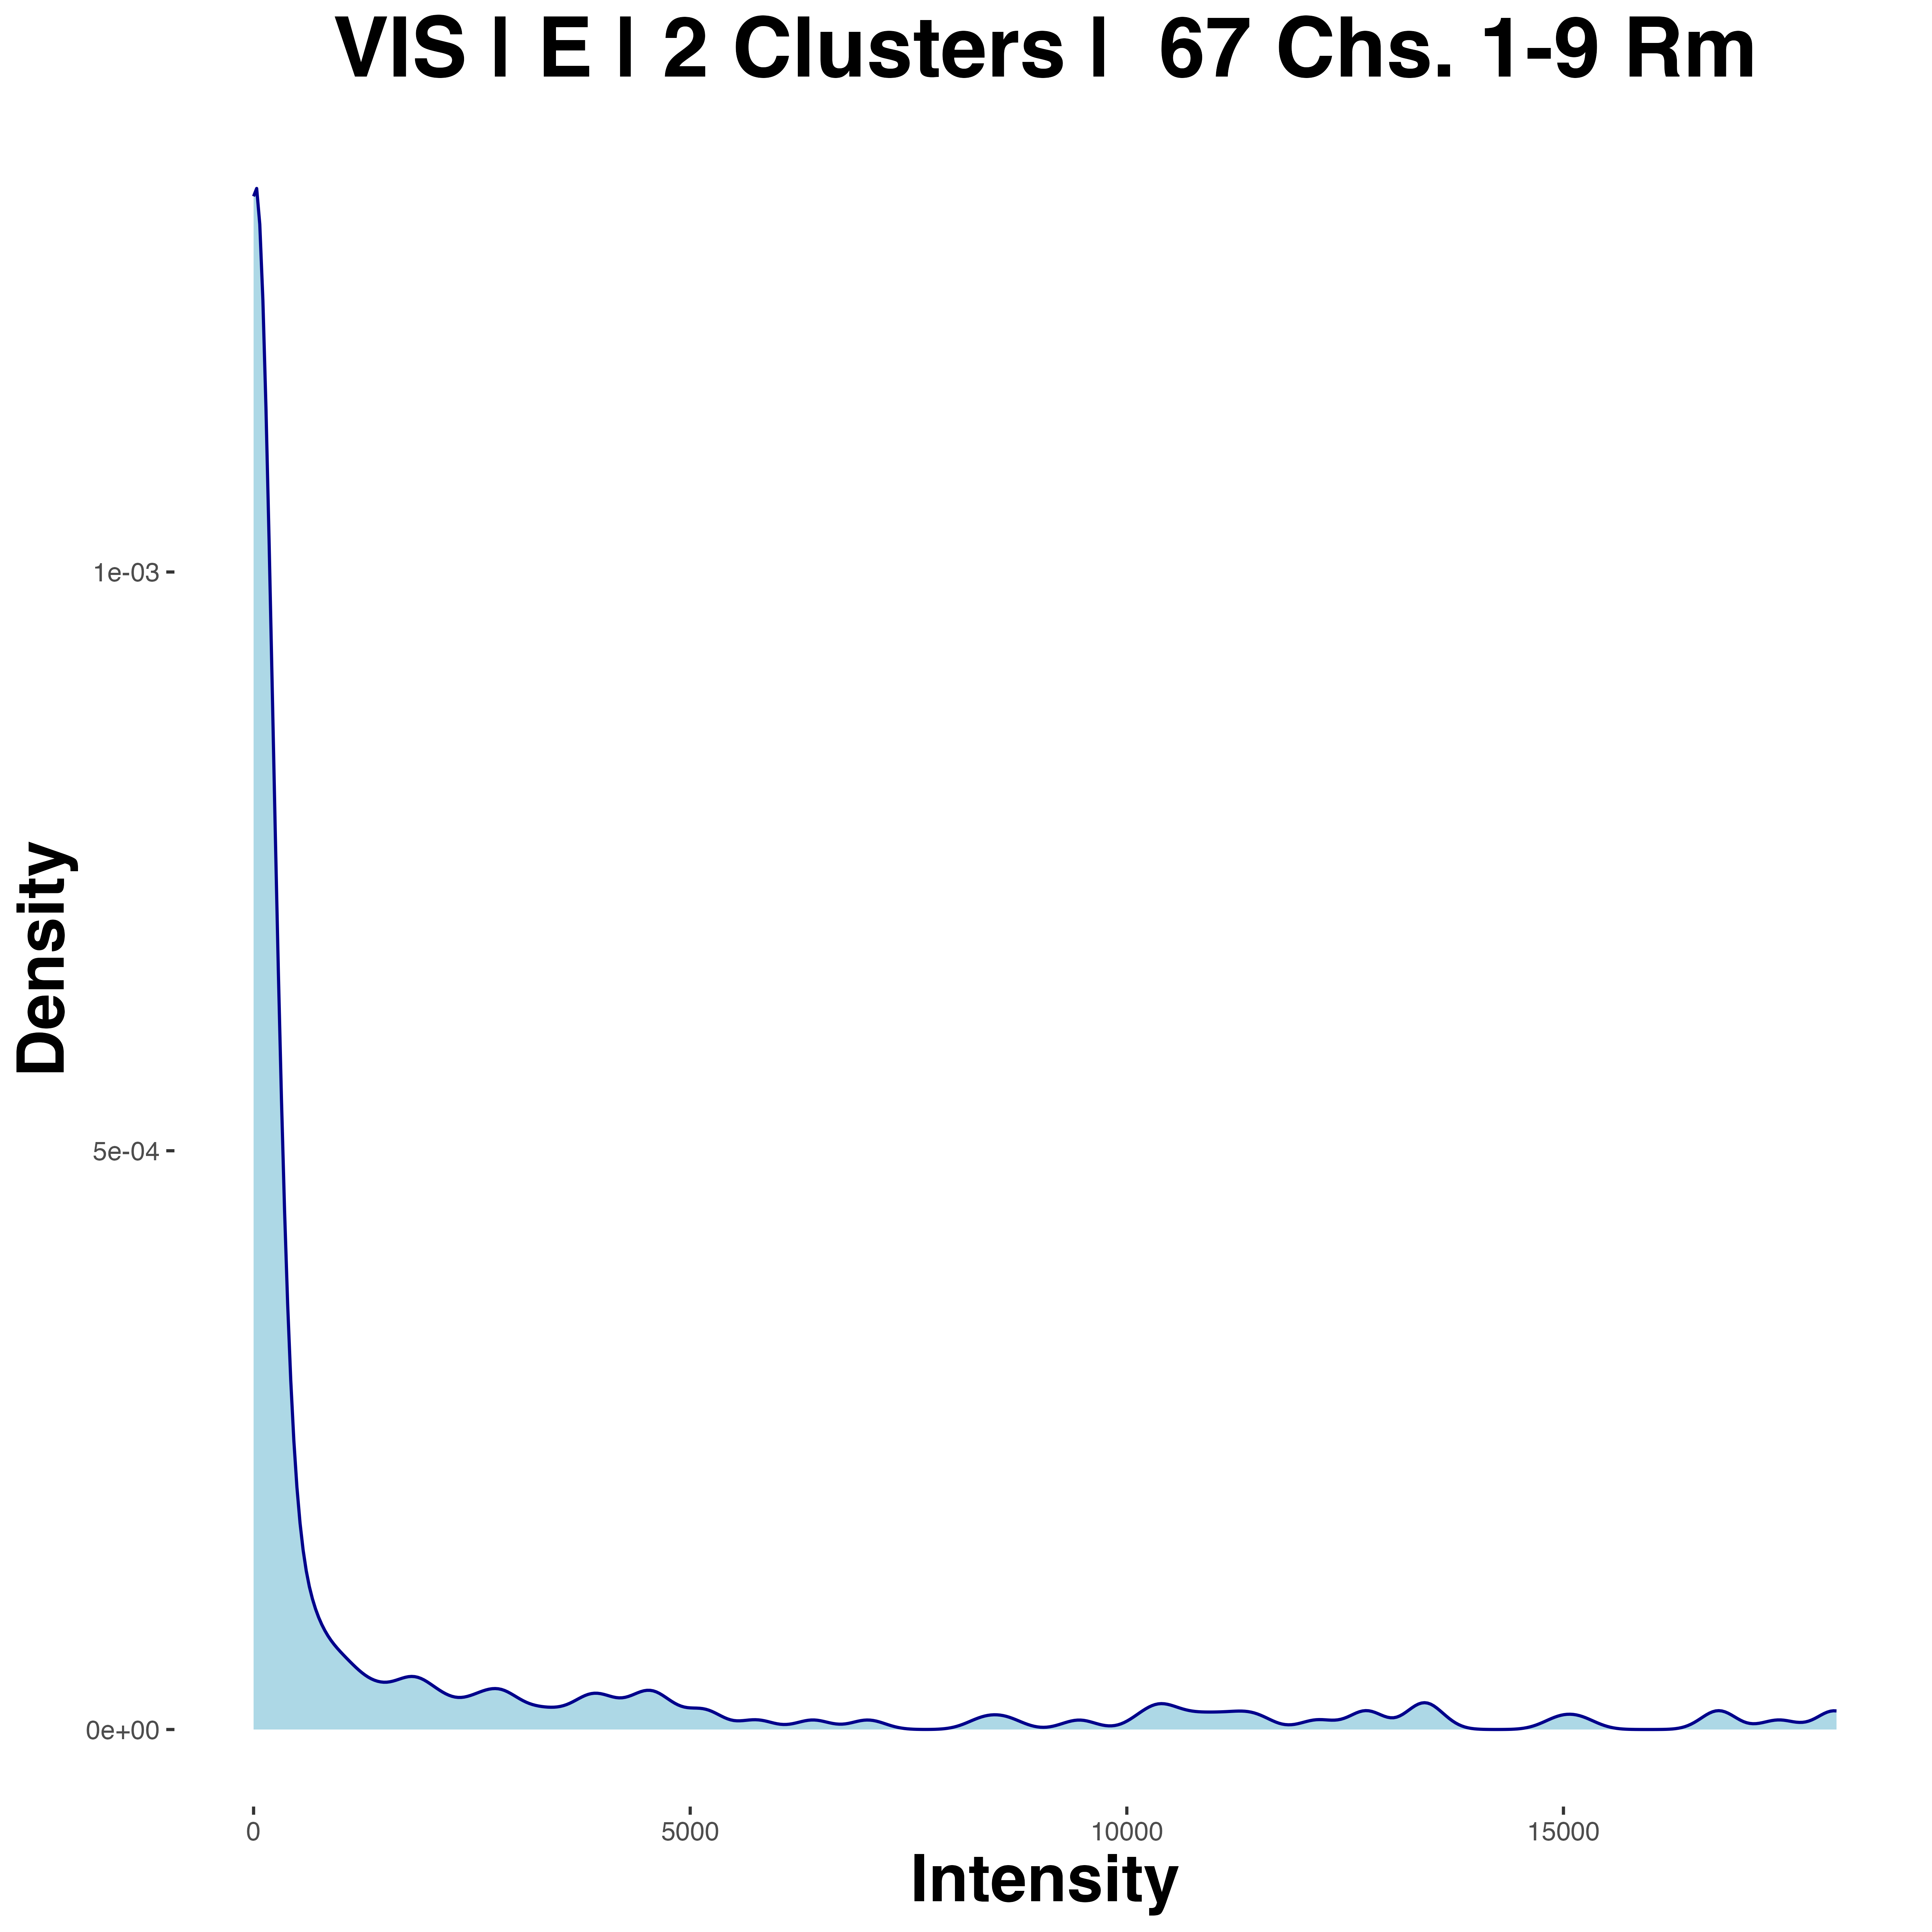 VIS | E | 2 Clusters |  67 Chs. 1-9 Rm
Density
1e-03
5e-04
0e+00
0
5000
10000
15000
Intensity